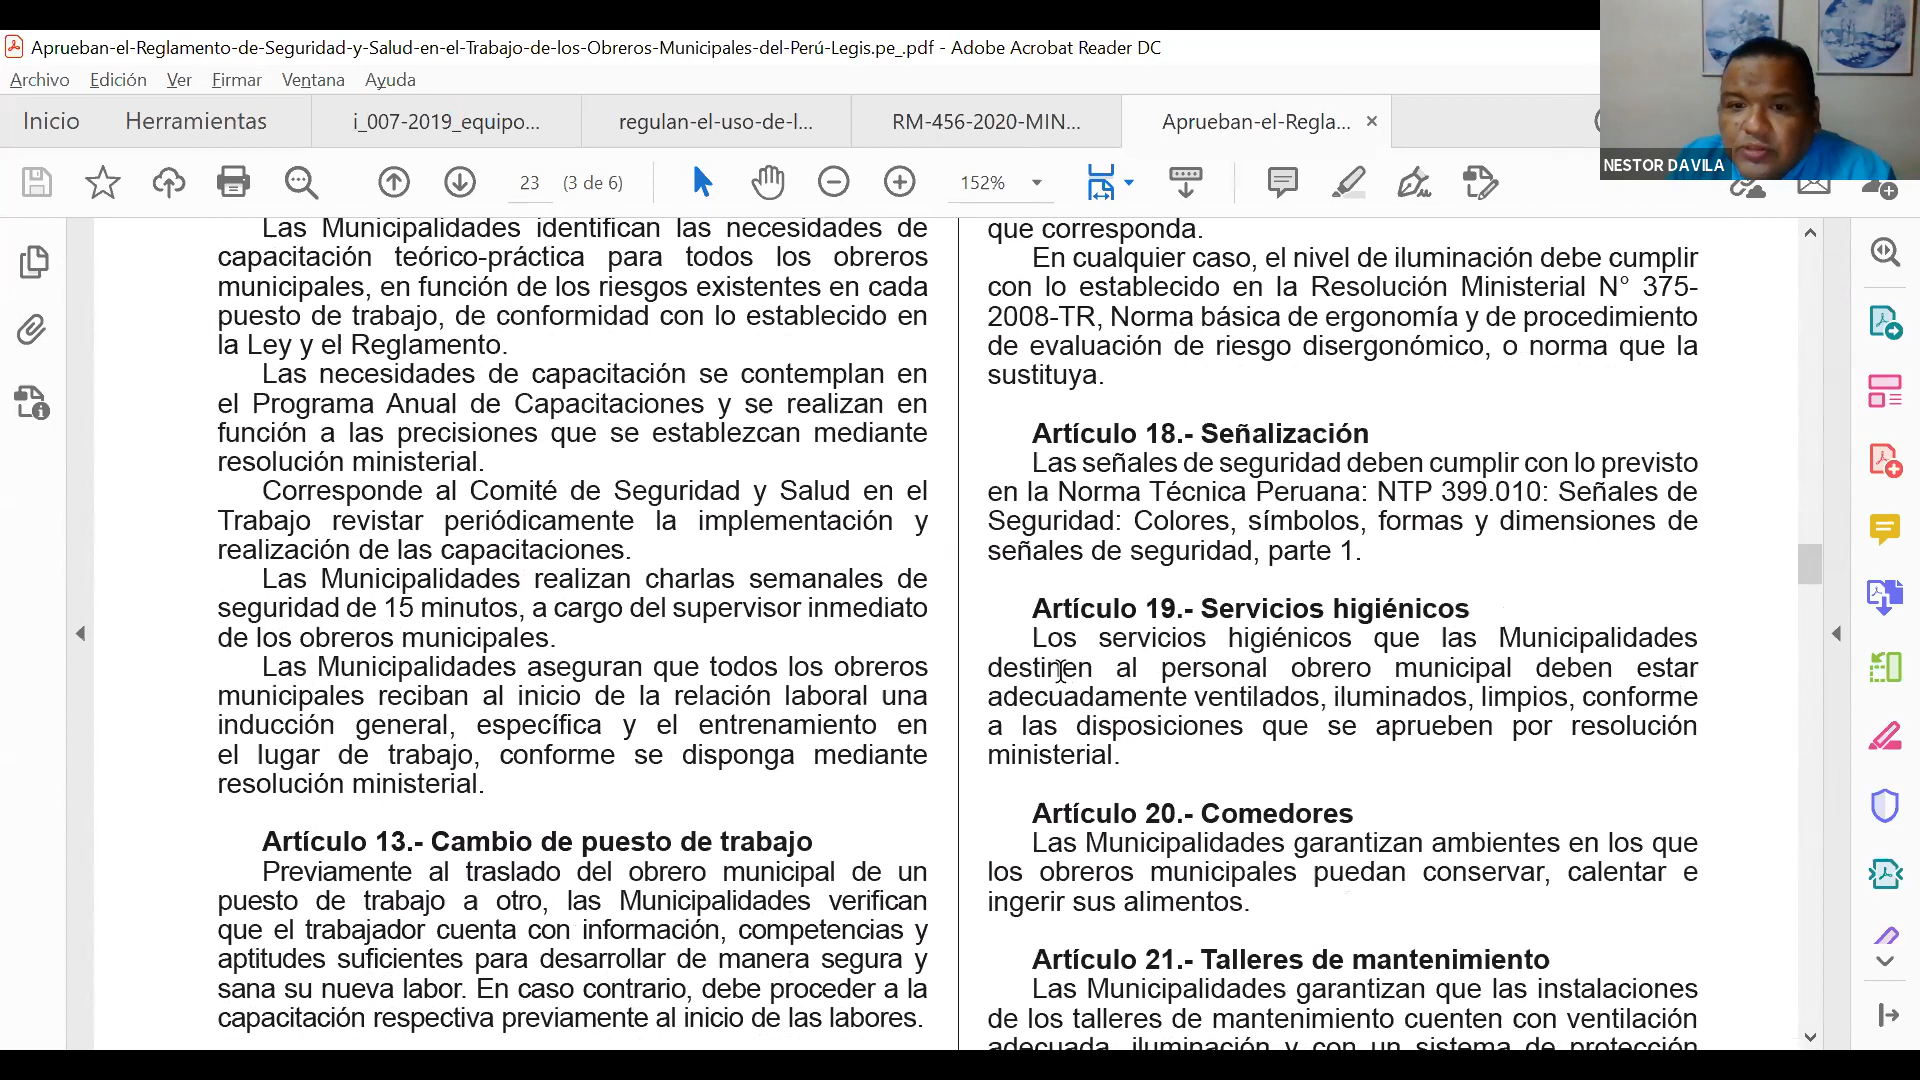 Aprueban-el-Reglamento-de-Seguridad-y-Salud-en-el-Trabajo-de-los-Obreros-Municipales-del-Perú-Legis.pe_.pdf - Adobe Acrobat Reader DC
Archivo Edición Ver Firmar Ventana Ayuda
Inicio Herramientas i_007-2019_equipo... regulan-el-uso-de-l... RM-456-2020-MIN... Aprueban-el-Regla... ×
23 (3 de 6) 152%
NESTOR DAVILA
Las Municipalidades identifican las necesidades de
capacitación teórico-práctica para todos los obreros
municipales, en función de los riesgos existentes en cada
puesto de trabajo, de conformidad con lo establecido en
la Ley y el Reglamento.
Las necesidades de capacitación se contemplan en
el Programa Anual de Capacitaciones y se realizan en
función a las precisiones que se establezcan mediante
resolución ministerial.
Corresponde al Comité de Seguridad y Salud en el
Trabajo revistar periódicamente la implementación y
realización de las capacitaciones.
Las Municipalidades realizan charlas semanales de
seguridad de 15 minutos, a cargo del supervisor inmediato
de los obreros municipales.
Las Municipalidades aseguran que todos los obreros
municipales reciban al inicio de la relación laboral una
inducción general, específica y el entrenamiento en
el lugar de trabajo, conforme se disponga mediante
resolución ministerial.
Artículo 13.- Cambio de puesto de trabajo
Previamente al traslado del obrero municipal de un
puesto de trabajo a otro, las Municipalidades verifican
que el trabajador cuenta con información, competencias y
aptitudes suficientes para desarrollar de manera segura y
sana su nueva labor. En caso contrario, debe proceder a la
capacitación respectiva previamente al inicio de las labores.
que corresponda.
En cualquier caso, el nivel de iluminación debe cumplir
con lo establecido en la Resolución Ministerial N° 375-
2008-TR, Norma básica de ergonomía y de procedimiento
de evaluación de riesgo disergonómico, o norma que la
sustituya.
Artículo 18.- Señalización
Las señales de seguridad deben cumplir con lo previsto
en la Norma Técnica Peruana: NTP 399.010: Señales de
Seguridad: Colores, símbolos, formas y dimensiones de
señales de seguridad, parte 1.
Artículo 19.- Servicios higiénicos
Los servicios higiénicos que las Municipalidades
destinen al personal obrero municipal deben estar
adecuadamente ventilados, iluminados, limpios, conforme
a las disposiciones que se aprueben por resolución
ministerial.
Artículo 20.- Comedores
Las Municipalidades garantizan ambientes en los que
los obreros municipales puedan conservar, calentar e
ingerir sus alimentos.
Artículo 21.- Talleres de mantenimiento
Las Municipalidades garantizan que las instalaciones
de los talleres de mantenimiento cuenten con ventilación
adecuada, iluminación y con un sistema de protección